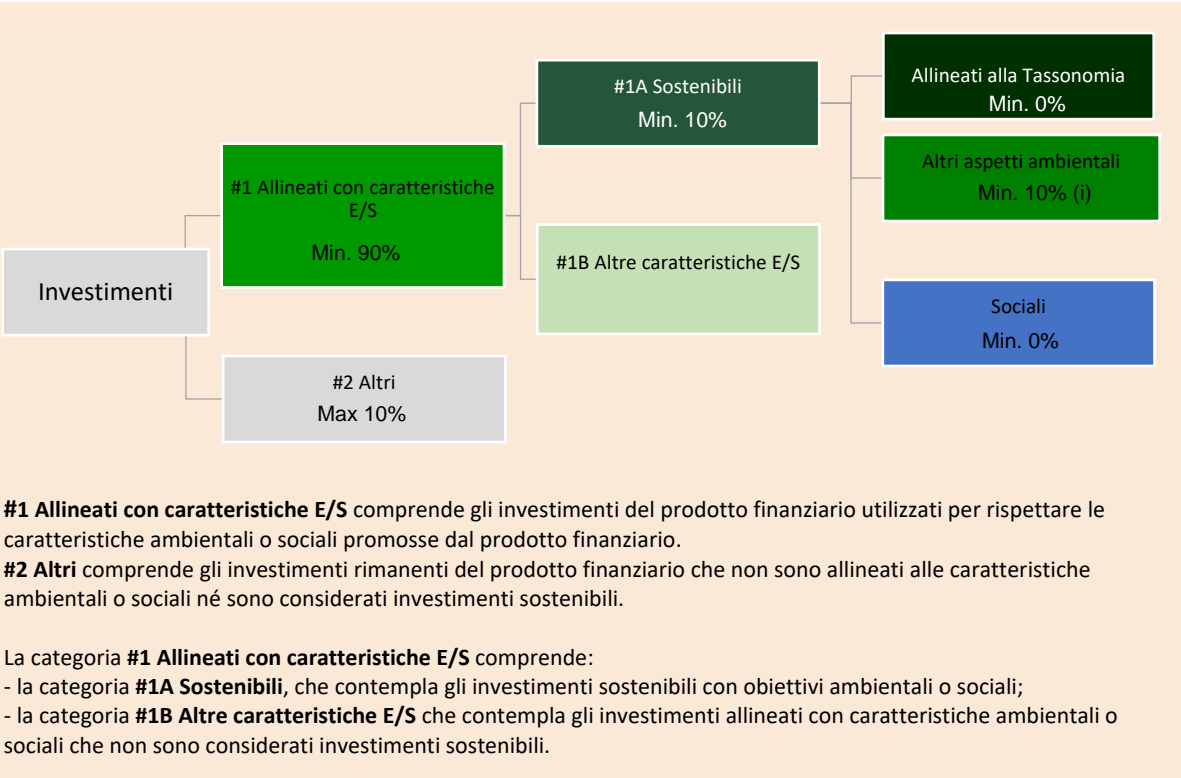 Investimenti
#1 Allineati con caratteristiche
E/S
Min. 90%
#2 Altri
Max 10%
#1A Sostenibili
Min. 10%
#1B Altre caratteristiche E/S
Allineati alla Tassonomia
Min. 0%
Altri aspetti ambientali
Min. 10% (i)
Sociali
Min. 0%
#1 Allineati con caratteristiche E/S comprende gli investimenti del prodotto finanziario utilizzati per rispettare le
caratteristiche ambientali o sociali promosse dal prodotto finanziario.
#2 Altri comprende gli investimenti rimanenti del prodotto finanziario che non sono allineati alle caratteristiche
ambientali o sociali né sono considerati investimenti sostenibili.
La categoria #1 Allineati con caratteristiche E/S comprende:
- la categoria #1A Sostenibili, che contempla gli investimenti sostenibili con obiettivi ambientali o sociali;
- la categoria #1B Altre caratteristiche E/S che contempla gli investimenti allineati con caratteristiche ambientali o
sociali che non sono considerati investimenti sostenibili.